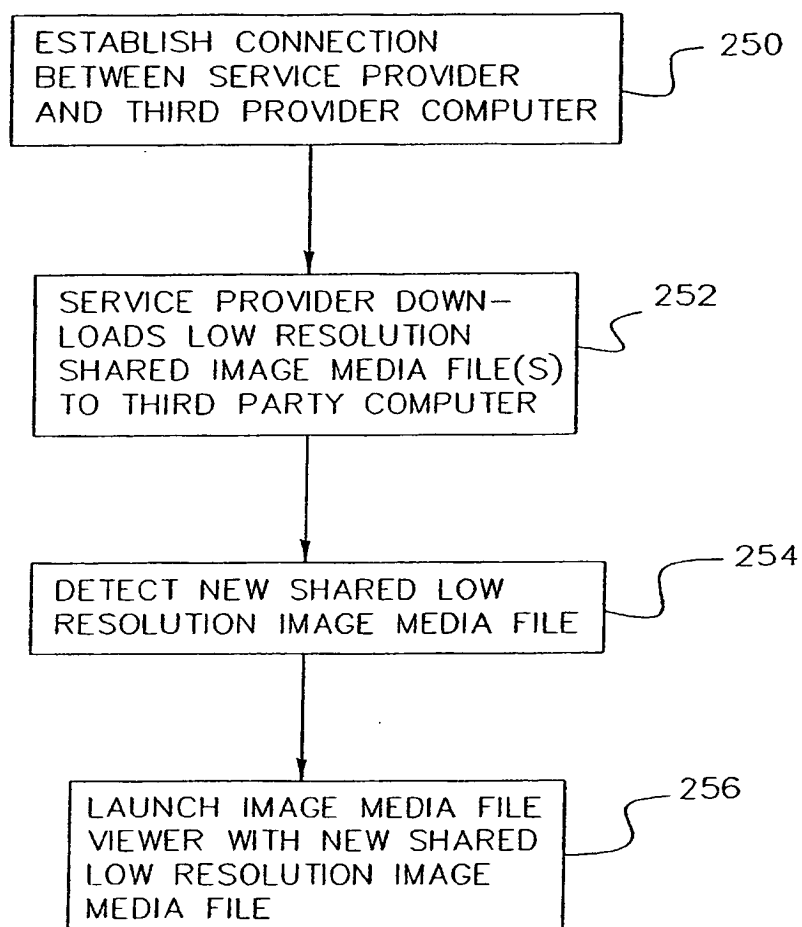 ESTABLISH CONNECTION
BETWEEN SERVICE PROVIDER
AND THIRD PROVIDER COMPUTER
250
SERVICE PROVIDER DOWN-
LOADS LOW RESOLUTION
SHARED IMAGE MEDIA FILE(S)
TO THIRD PARTY COMPUTER
252
DETECT NEW SHARED LOW
RESOLUTION IMAGE MEDIA FILE
254
LAUNCH IMAGE MEDIA FILE
VIEWER WITH NEW SHARED
LOW RESOLUTION IMAGE
MEDIA FILE
256